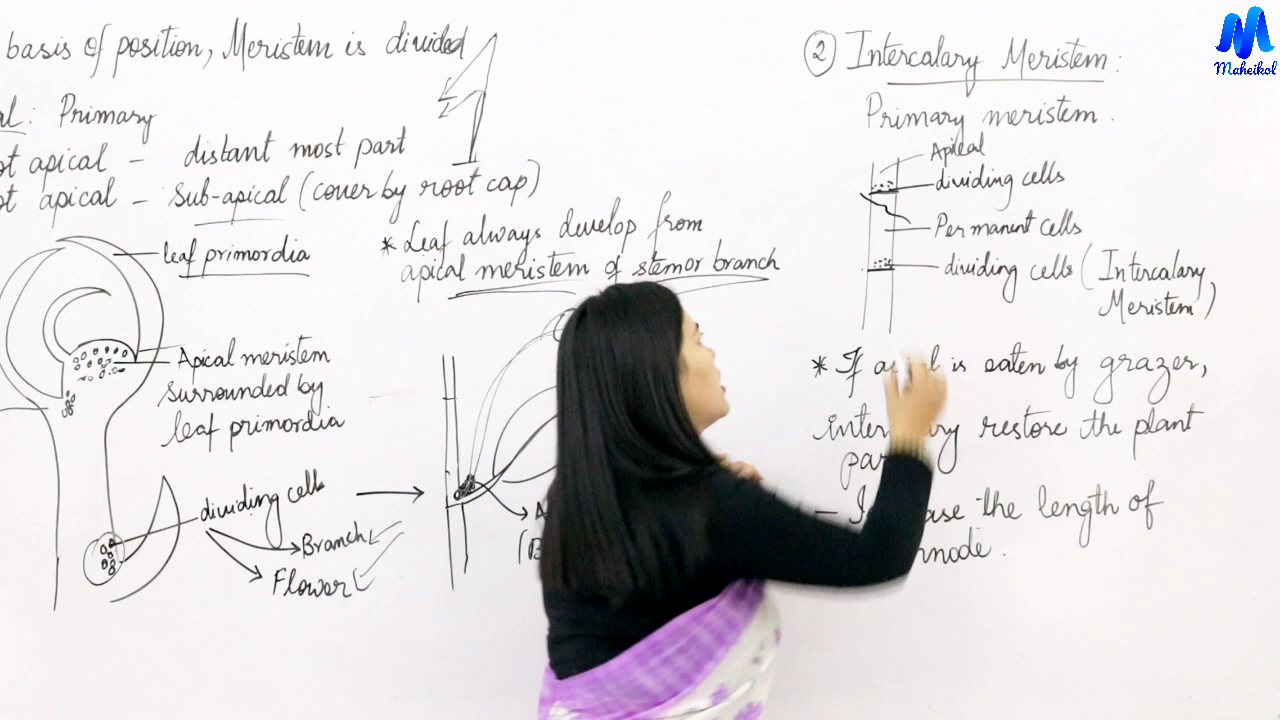 basis of position, Meristem is divided
al: Primary
ot apical - distant most part
ot apical - sub-apical (cover by root cap)
leaf primordia
Apical meristem
surrounded by
leaf primordia
dividing cells
Branch
Flower
* Leaf always develop from
apical meristem of stem or branch
A
(B
② Intercalary Meristem:
Primary meristem.
Apical
dividing cells
Permanent cells
dividing cells (Intercalary
Meristem)
* If is eaten by grazer,
restore the plant
- the length of
Maheikol